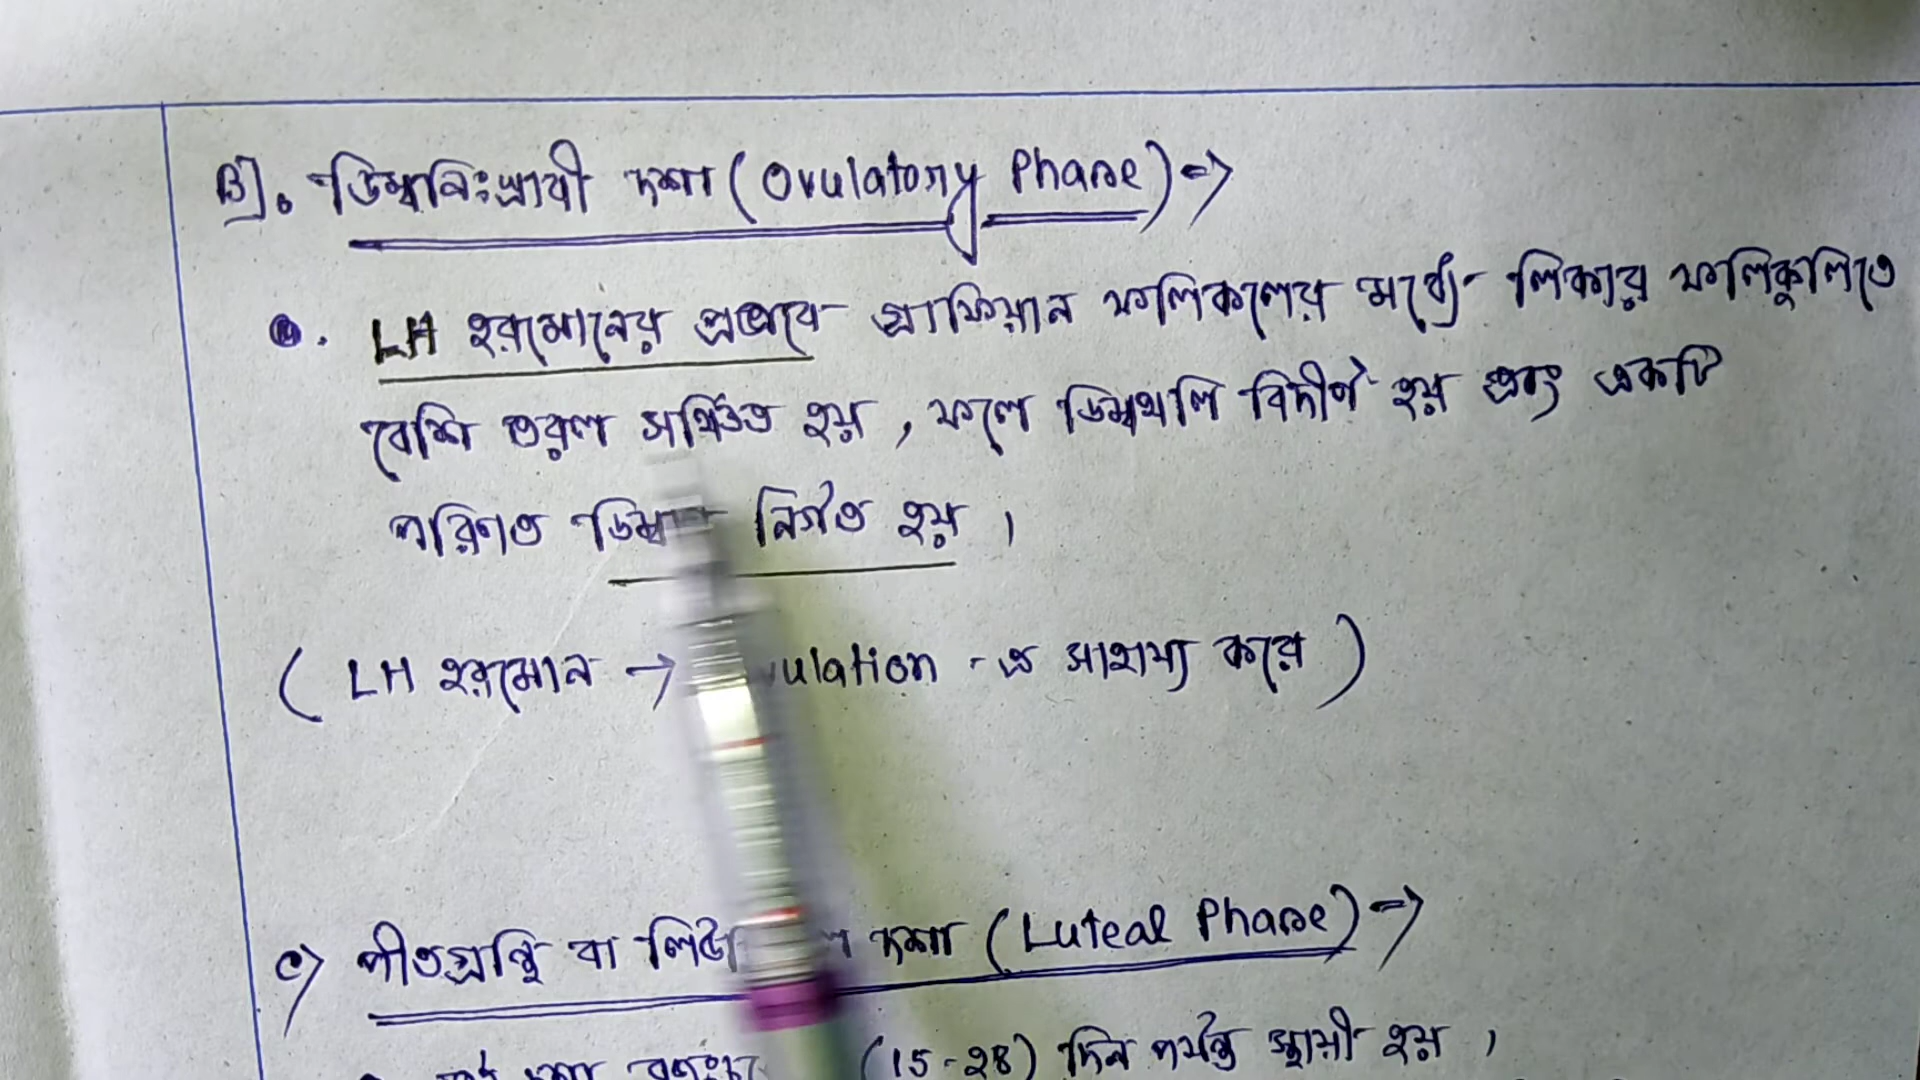 B]. ডিম্বনিঃস্রাবী দশা (Ovulatory Phase) =>
LH হরমোনের প্রভাবে গ্রাফিয়ান ফলিকলের মধ্যে লিকার ফলিকুলিতে
বেশি তরল সঞ্চিত হয়, ফলে ডিম্বথলি বিদীর্ণ হয় এবং একটি
পরিণত নির্গত হয়।
( LH হরমোন → -এ সাহায্য করে )
c) পীতগ্রন্থি বা দশা (Luteal Phase) =>
(15-28) দিন পর্যন্ত স্থায়ী হয়,